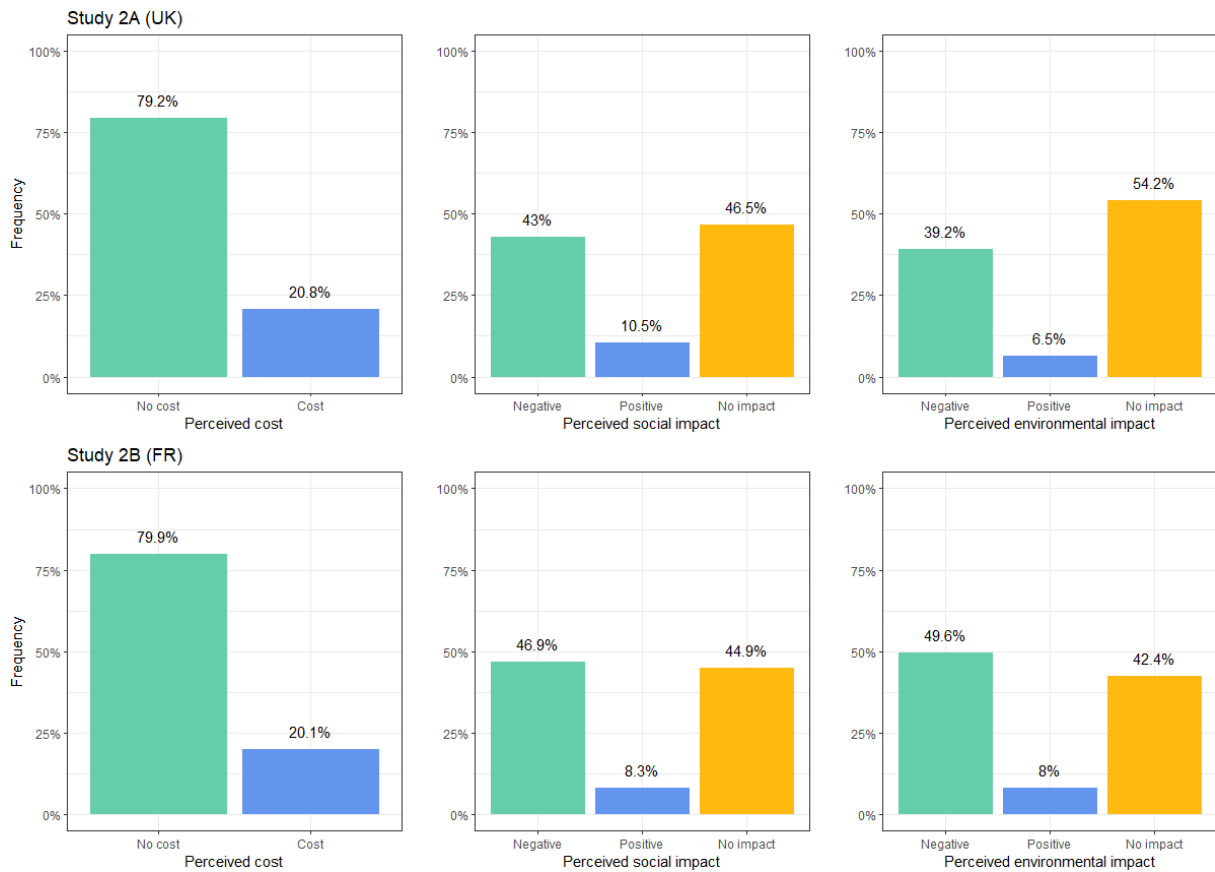 Study 2A (UK)
Frequency
100%
75%
50%
25%
0%
79.2%
20.8%
No cost Cost
Perceived cost
100%
75%
50%
25%
0%
43%
10.5%
46.5%
Negative Positive No impact
Perceived social impact
100%
75%
50%
25%
0%
39.2%
6.5%
54.2%
Negative Positive No impact
Perceived environmental impact
Study 2B (FR)
Frequency
100%
75%
50%
25%
0%
79.9%
20.1%
No cost Cost
Perceived cost
100%
75%
50%
25%
0%
46.9%
8.3%
44.9%
Negative Positive No impact
Perceived social impact
100%
75%
50%
25%
0%
49.6%
8%
42.4%
Negative Positive No impact
Perceived environmental impact